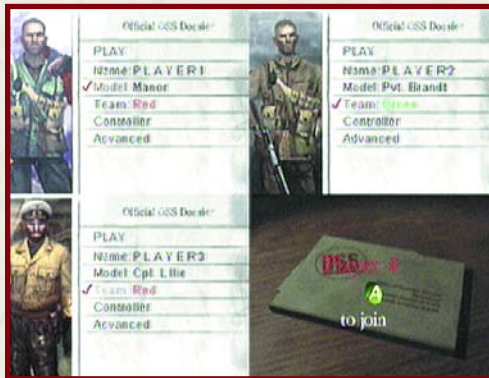 Official OSS Dossier
PLAY
Name: PLAYER1
Model: Manor
Team: Red
Controller
Advanced
Official OSS Dossier
PLAY
Name: PLAYER2
Model: Pvt. Brandt
Team: Green
Controller
Advanced
Official OSS Dossier
PLAY
Name: PLAYER3
Model: Cpl. Lilie
Team: Red
Controller
Advanced
OSS
Player 4
A
to join